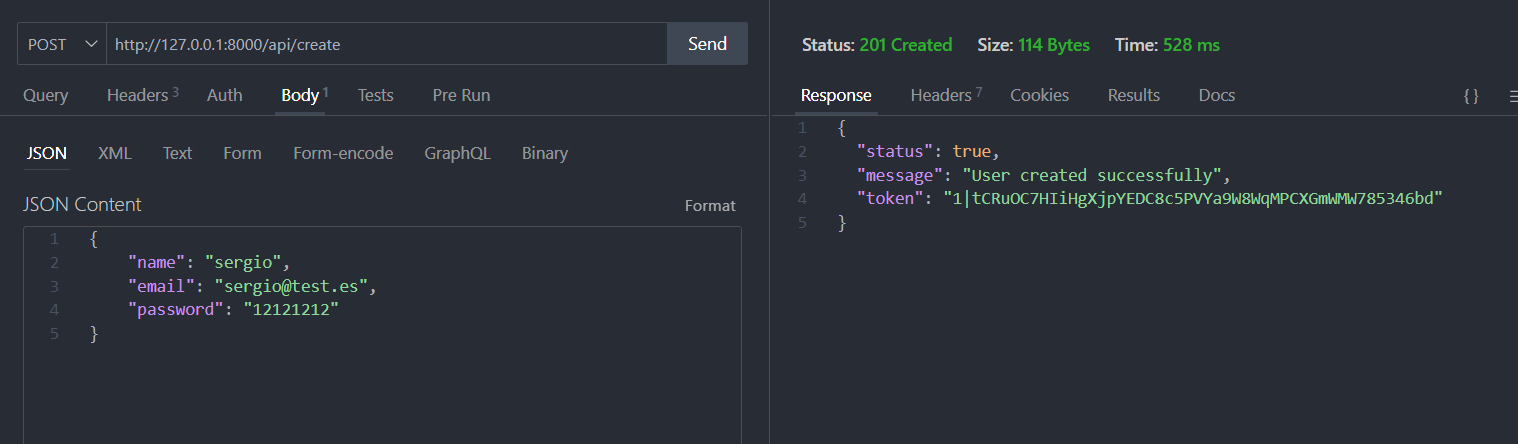 POST http://127.0.0.1:8000/api/create Send
Query Headers 3 Auth Body 1 Tests Pre Run
JSON XML Text Form Form-encode GraphQL Binary
JSON Content Format
1 {
2 "name": "sergio",
3 "email": "sergio@test.es",
4 "password": "12121212"
5 }
Status: 201 Created Size: 114 Bytes Time: 528 ms
Response Headers 7 Cookies Results Docs {}
1 {
2 "status": true,
3 "message": "User created successfully",
4 "token": "1|tCRuOC7HIiHgXjpYEDC8c5PVYa9W8WqMPCXGmWMW785346bd"
5 }